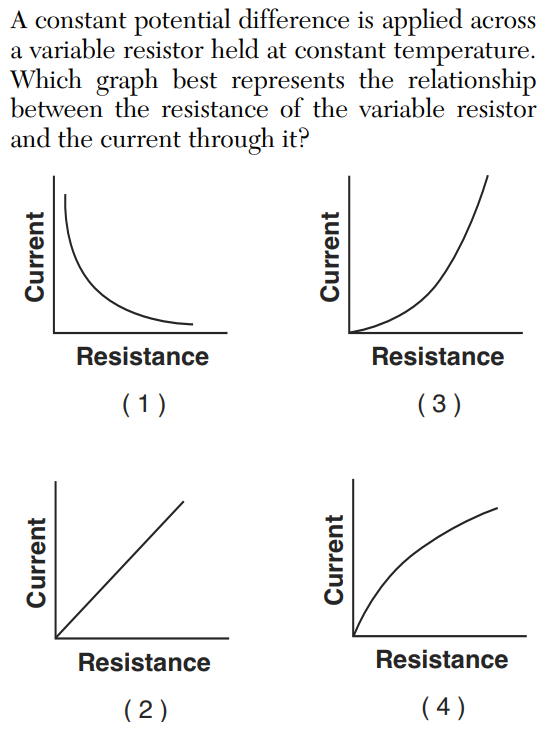 A constant potential difference is applied across
a variable resistor held at constant temperature.
Which graph best represents the relationship
between the resistance of the variable resistor
and the current through it?
Current
Resistance
( 1 )
Current
Resistance
( 3 )
Current
Resistance
( 2 )
Current
Resistance
( 4 )